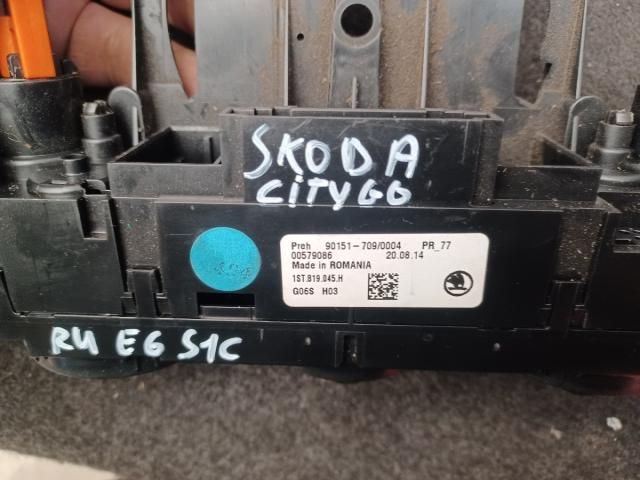 SKODA
CITYGO
Preh 90151-709/0004 PR_77
00579086 20.08.14
Made in ROMANIA
1ST.819.045.H
G06S H03
R4 E6 S1C